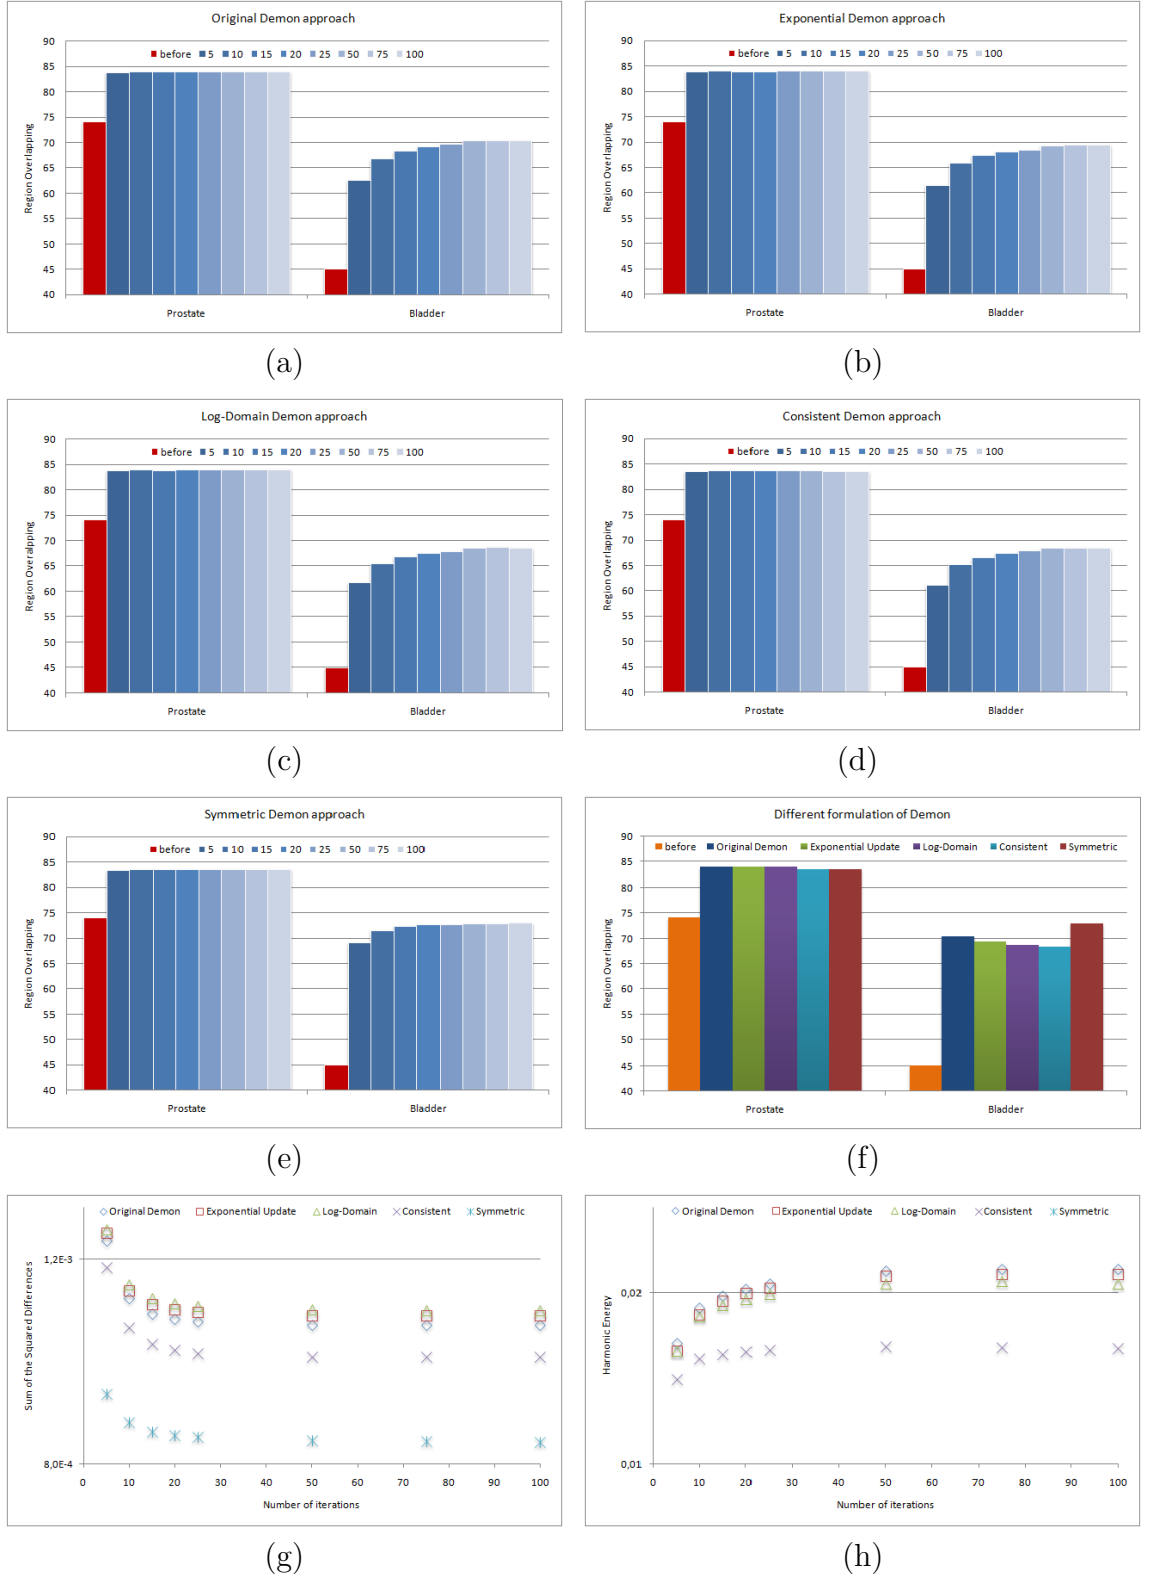 Original Demon approach
before 5 10 15 20 25 50 75 100
Region Overlapping
90
85
80
75
70
65
60
55
50
45
40
Prostate Bladder
(a)
Exponential Demon approach
before 5 10 15 20 25 50 75 100
Region Overlapping
90
85
80
75
70
65
60
55
50
45
40
Prostate Bladder
(b)
Log-Domain Demon approach
before 5 10 15 20 25 50 75 100
Region Overalpping
90
85
80
75
70
65
60
55
50
45
40
Prostate Bladder
(c)
Consistent Demon approach
before 5 10 15 20 25 50 75 100
Region Overlapping
90
85
80
75
70
65
60
55
50
45
40
Prostate Bladder
(d)
Symmetric Demon approach
before 5 10 15 20 25 50 75 100
Region Overlapping
90
85
80
75
70
65
60
55
50
45
40
Prostate Bladder
(e)
Different formulation of Demon
before Original Demon Exponential Update Log-Domain Consistent Symmetric
Region Overlapping
90
85
80
75
70
65
60
55
50
45
40
Prostate Bladder
(f)
Original Demon Exponential Update Log-Domain Consistent Symmetric
Sum of the Squared Differences
1,2E-3
8,0E-4
0 10 20 30 40 50 60 70 80 90 100
Number of iterations
(g)
Original Demon Exponential Update Log-Domain Consistent Symmetric
Harmonic Energy
0,02
0,01
0 10 20 30 40 50 60 70 80 90 100
Number of iterations
(h)